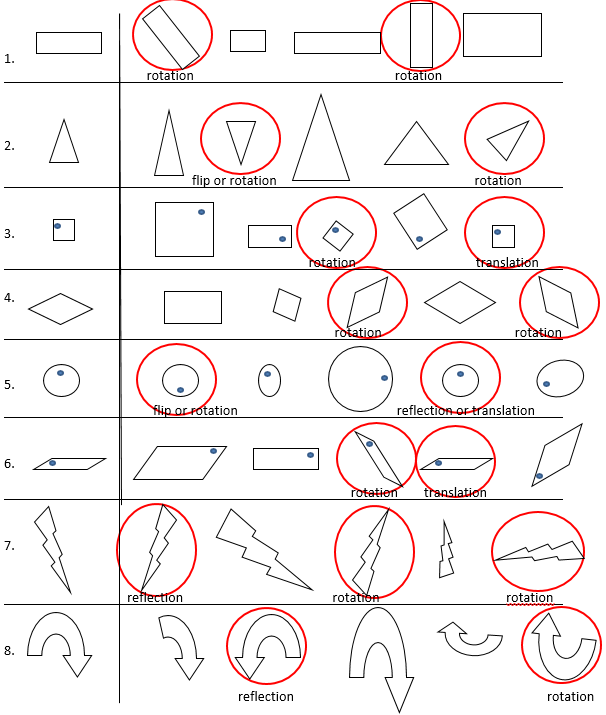 1.
rotation rotation
2.
flip or rotation rotation
3.
rotation translation
4.
rotation rotation
5.
flip or rotation reflection or translation
6.
rotation translation
7.
reflection rotation rotation
8.
reflection rotation